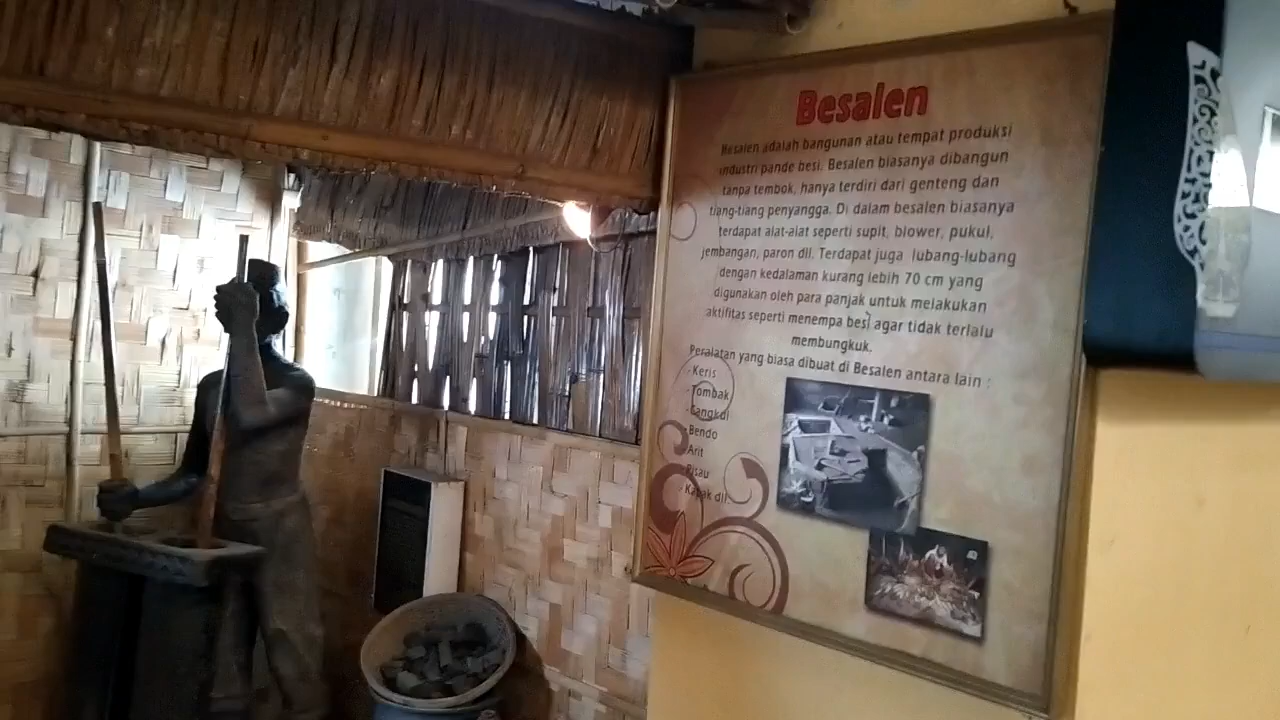 Besalen
Besalen adalah bangunan atau tempat produksi
industri pande besi. Besalen biasanya dibangun
tanpa tembok, hanya terdiri dari genteng dan
tiang-tiang penyangga. Di dalam besalen biasanya
terdapat alat-alat seperti supit, blower, pukul,
jembangan, paron dll. Terdapat juga lubang-lubang
dengan kedalaman kurang lebih 70 cm yang
digunakan oleh para panjak untuk melakukan
aktifitas seperti menempa besi agar tidak terlalu
membungkuk.
Peralatan yang biasa dibuat di Besalen antara lain :
- Keris
- Tombak
- Cangkul
- Bendo
- Arit
- Pisau
- Kapak dll